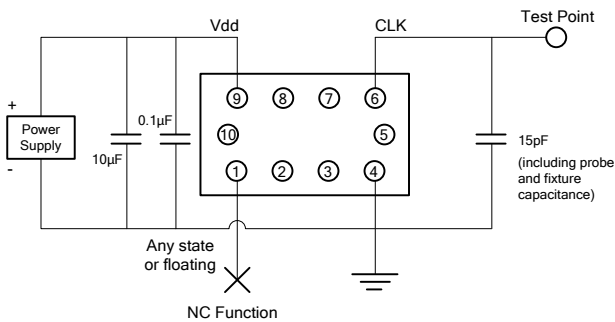 Vdd
CLK
Test Point
+
Power
Supply
-
10µF
0.1µF
9
8
7
6
10
5
1
2
3
4
15pF
(including probe
and fixture
capacitance)
Any state
or floating
NC Function